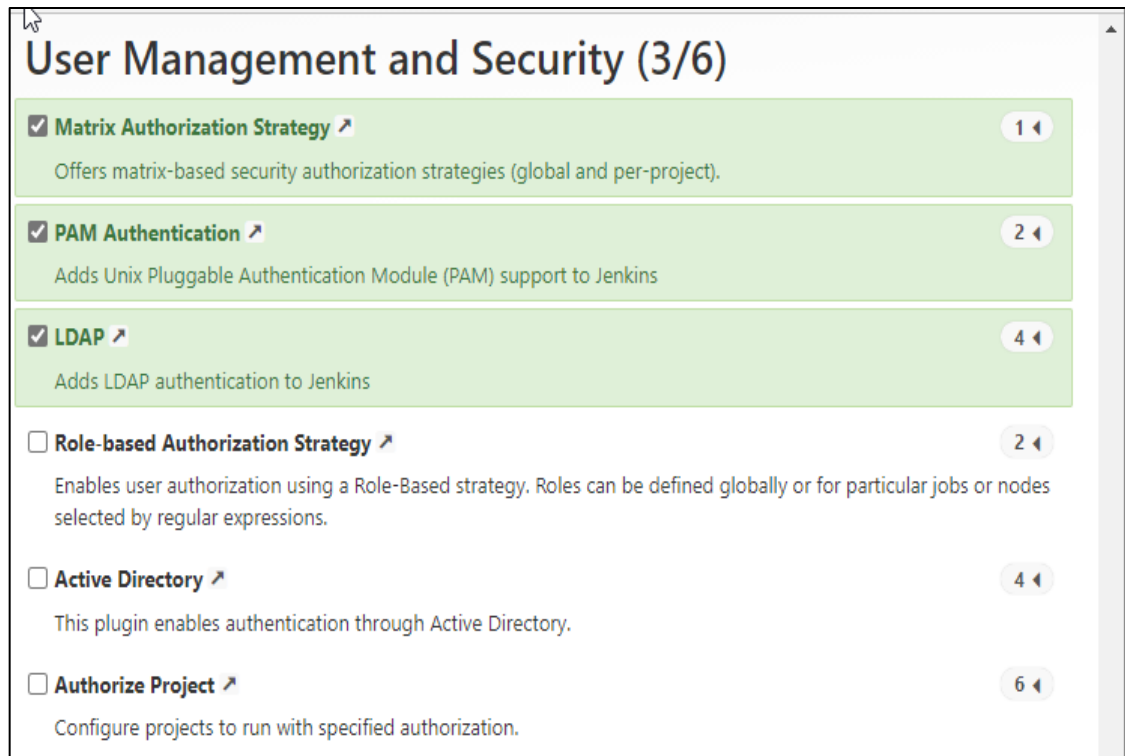 User Management and Security (3/6)
Matrix Authorization Strategy 1
Offers matrix-based security authorization strategies (global and per-project).
PAM Authentication 2
Adds Unix Pluggable Authentication Module (PAM) support to Jenkins
LDAP 4
Adds LDAP authentication to Jenkins
Role-based Authorization Strategy 2
Enables user authorization using a Role-Based strategy. Roles can be defined globally or for particular jobs or nodes
selected by regular expressions.
Active Directory 4
This plugin enables authentication through Active Directory.
Authorize Project 6
Configure projects to run with specified authorization.